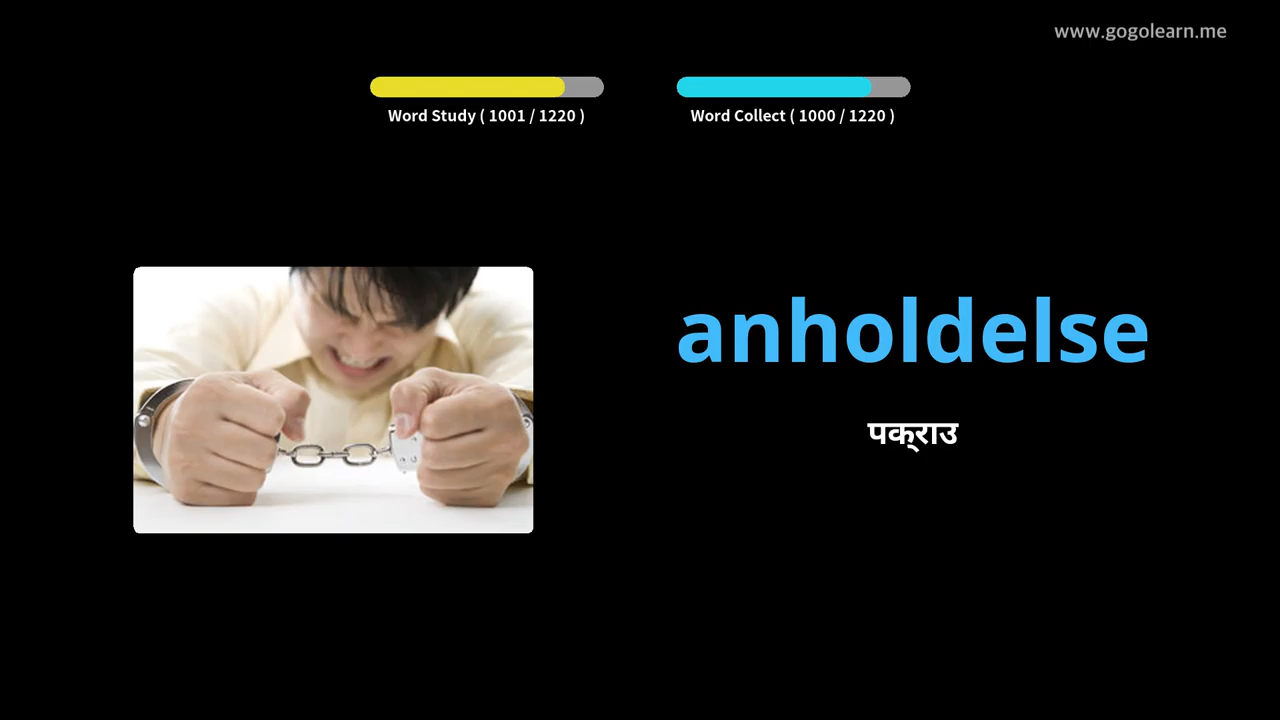 www.gogolearn.me
Word Study ( 1001 / 1220 )
Word Collect ( 1000 / 1220 )
anholdelse
पक्राउ